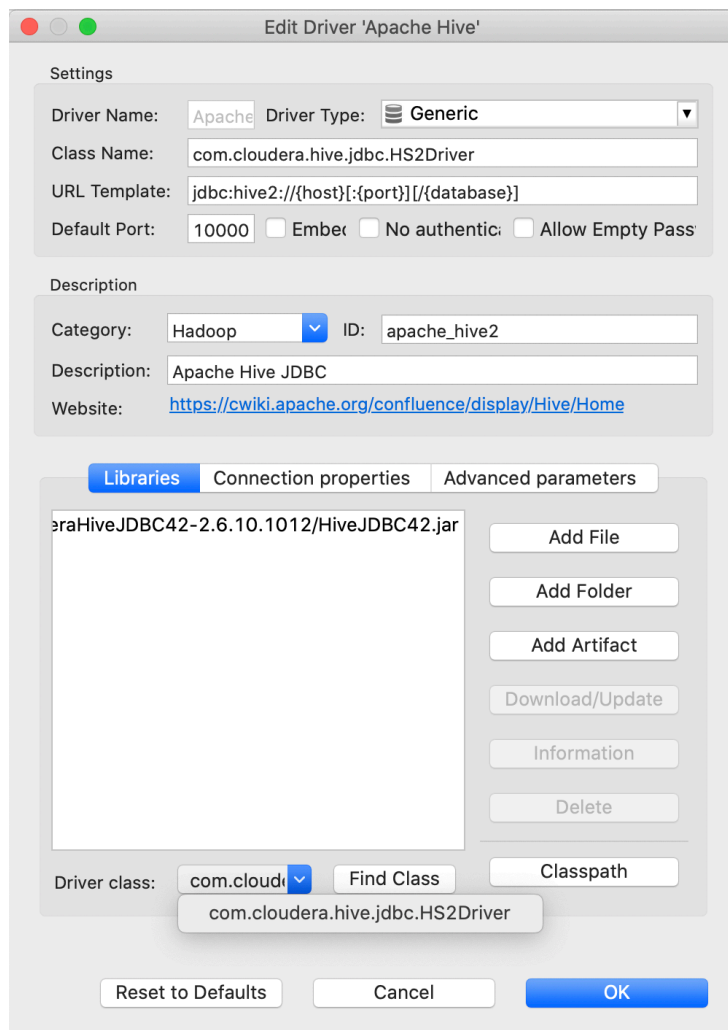 Edit Driver 'Apache Hive'
Settings
Driver Name: Apache Driver Type: Generic
Class Name: com.cloudera.hive.jdbc.HS2Driver
URL Template: jdbc:hive2://{host}[:{port}][/{database}]
Default Port: 10000 Embec No authentica Allow Empty Pass
Description
Category: Hadoop ID: apache_hive2
Description: Apache Hive JDBC
Website: https://cwiki.apache.org/confluence/display/Hive/Home
Libraries Connection properties Advanced parameters
eraHiveJDBC42-2.6.10.1012/HiveJDBC42.jar
Add File
Add Folder
Add Artifact
Download/Update
Information
Delete
Classpath
Driver class: com.cloude Find Class
com.cloudera.hive.jdbc.HS2Driver
Reset to Defaults Cancel OK